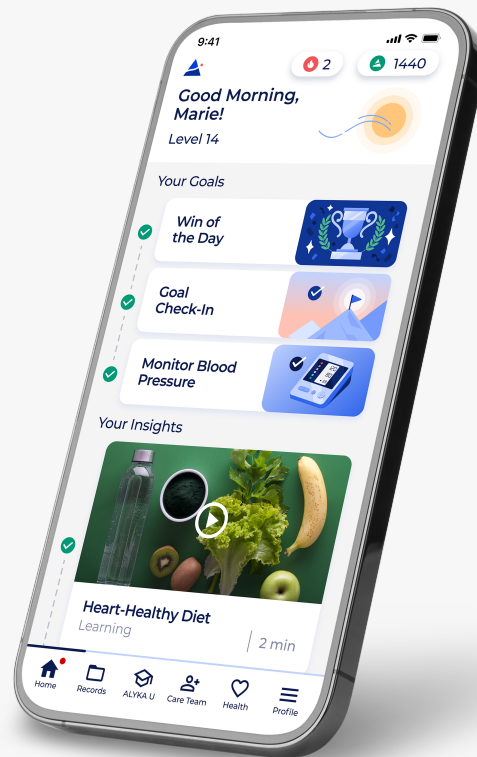 9:41
2
1440
Good Morning,
Marie!
Level 14
Your Goals
Win of
the Day
Goal
Check-In
Monitor Blood
Pressure
Your Insights
Heart-Healthy Diet
Learning
2 min
Home
Records
ALYKA U
Care Team
Health
Profile